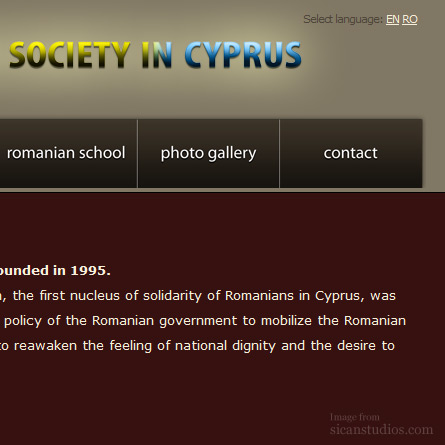 Select language: EN RO
SOCIETY IN CYPRUS
romanian school photo gallery contact
ounded in 1995.
, the first nucleus of solidarity of Romanians in Cyprus, was
policy of the Romanian government to mobilize the Romanian
to reawaken the feeling of national dignity and the desire to
Image from
sicanstudios.com